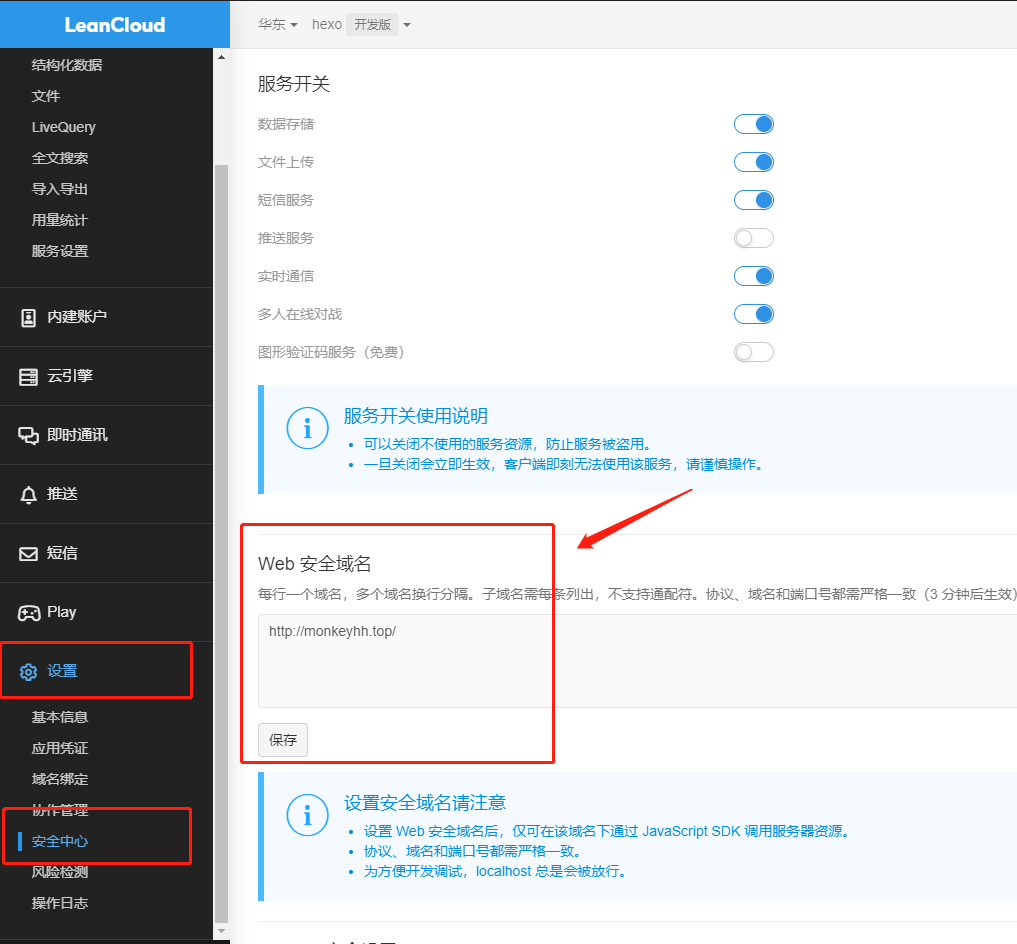 LeanCloud
华东
hexo 开发版
结构化数据
文件
LiveQuery
全文搜索
导入导出
用量统计
服务设置
内建账户
云引擎
即时通讯
推送
短信
Play
设置
基本信息
应用凭证
域名绑定
协作管理
安全中心
风险检测
操作日志
服务开关
数据存储
文件上传
短信服务
推送服务
实时通信
多人在线对战
图形验证码服务（免费）
服务开关使用说明
可以关闭不使用的服务资源，防止服务被盗用。
一旦关闭会立即生效，客户端即刻无法使用该服务，请谨慎操作。
Web 安全域名
每行一个域名，多个域名换行分隔。子域名需每条列出，不支持通配符。协议、域名和端口号都需严格一致（3 分钟后生效）
http://monkeyhh.top/
保存
设置安全域名请注意
设置 Web 安全域名后，仅可在该域名下通过 JavaScript SDK 调用服务器资源。
协议、域名和端口号都需严格一致。
为方便开发调试，localhost 总是会被放行。